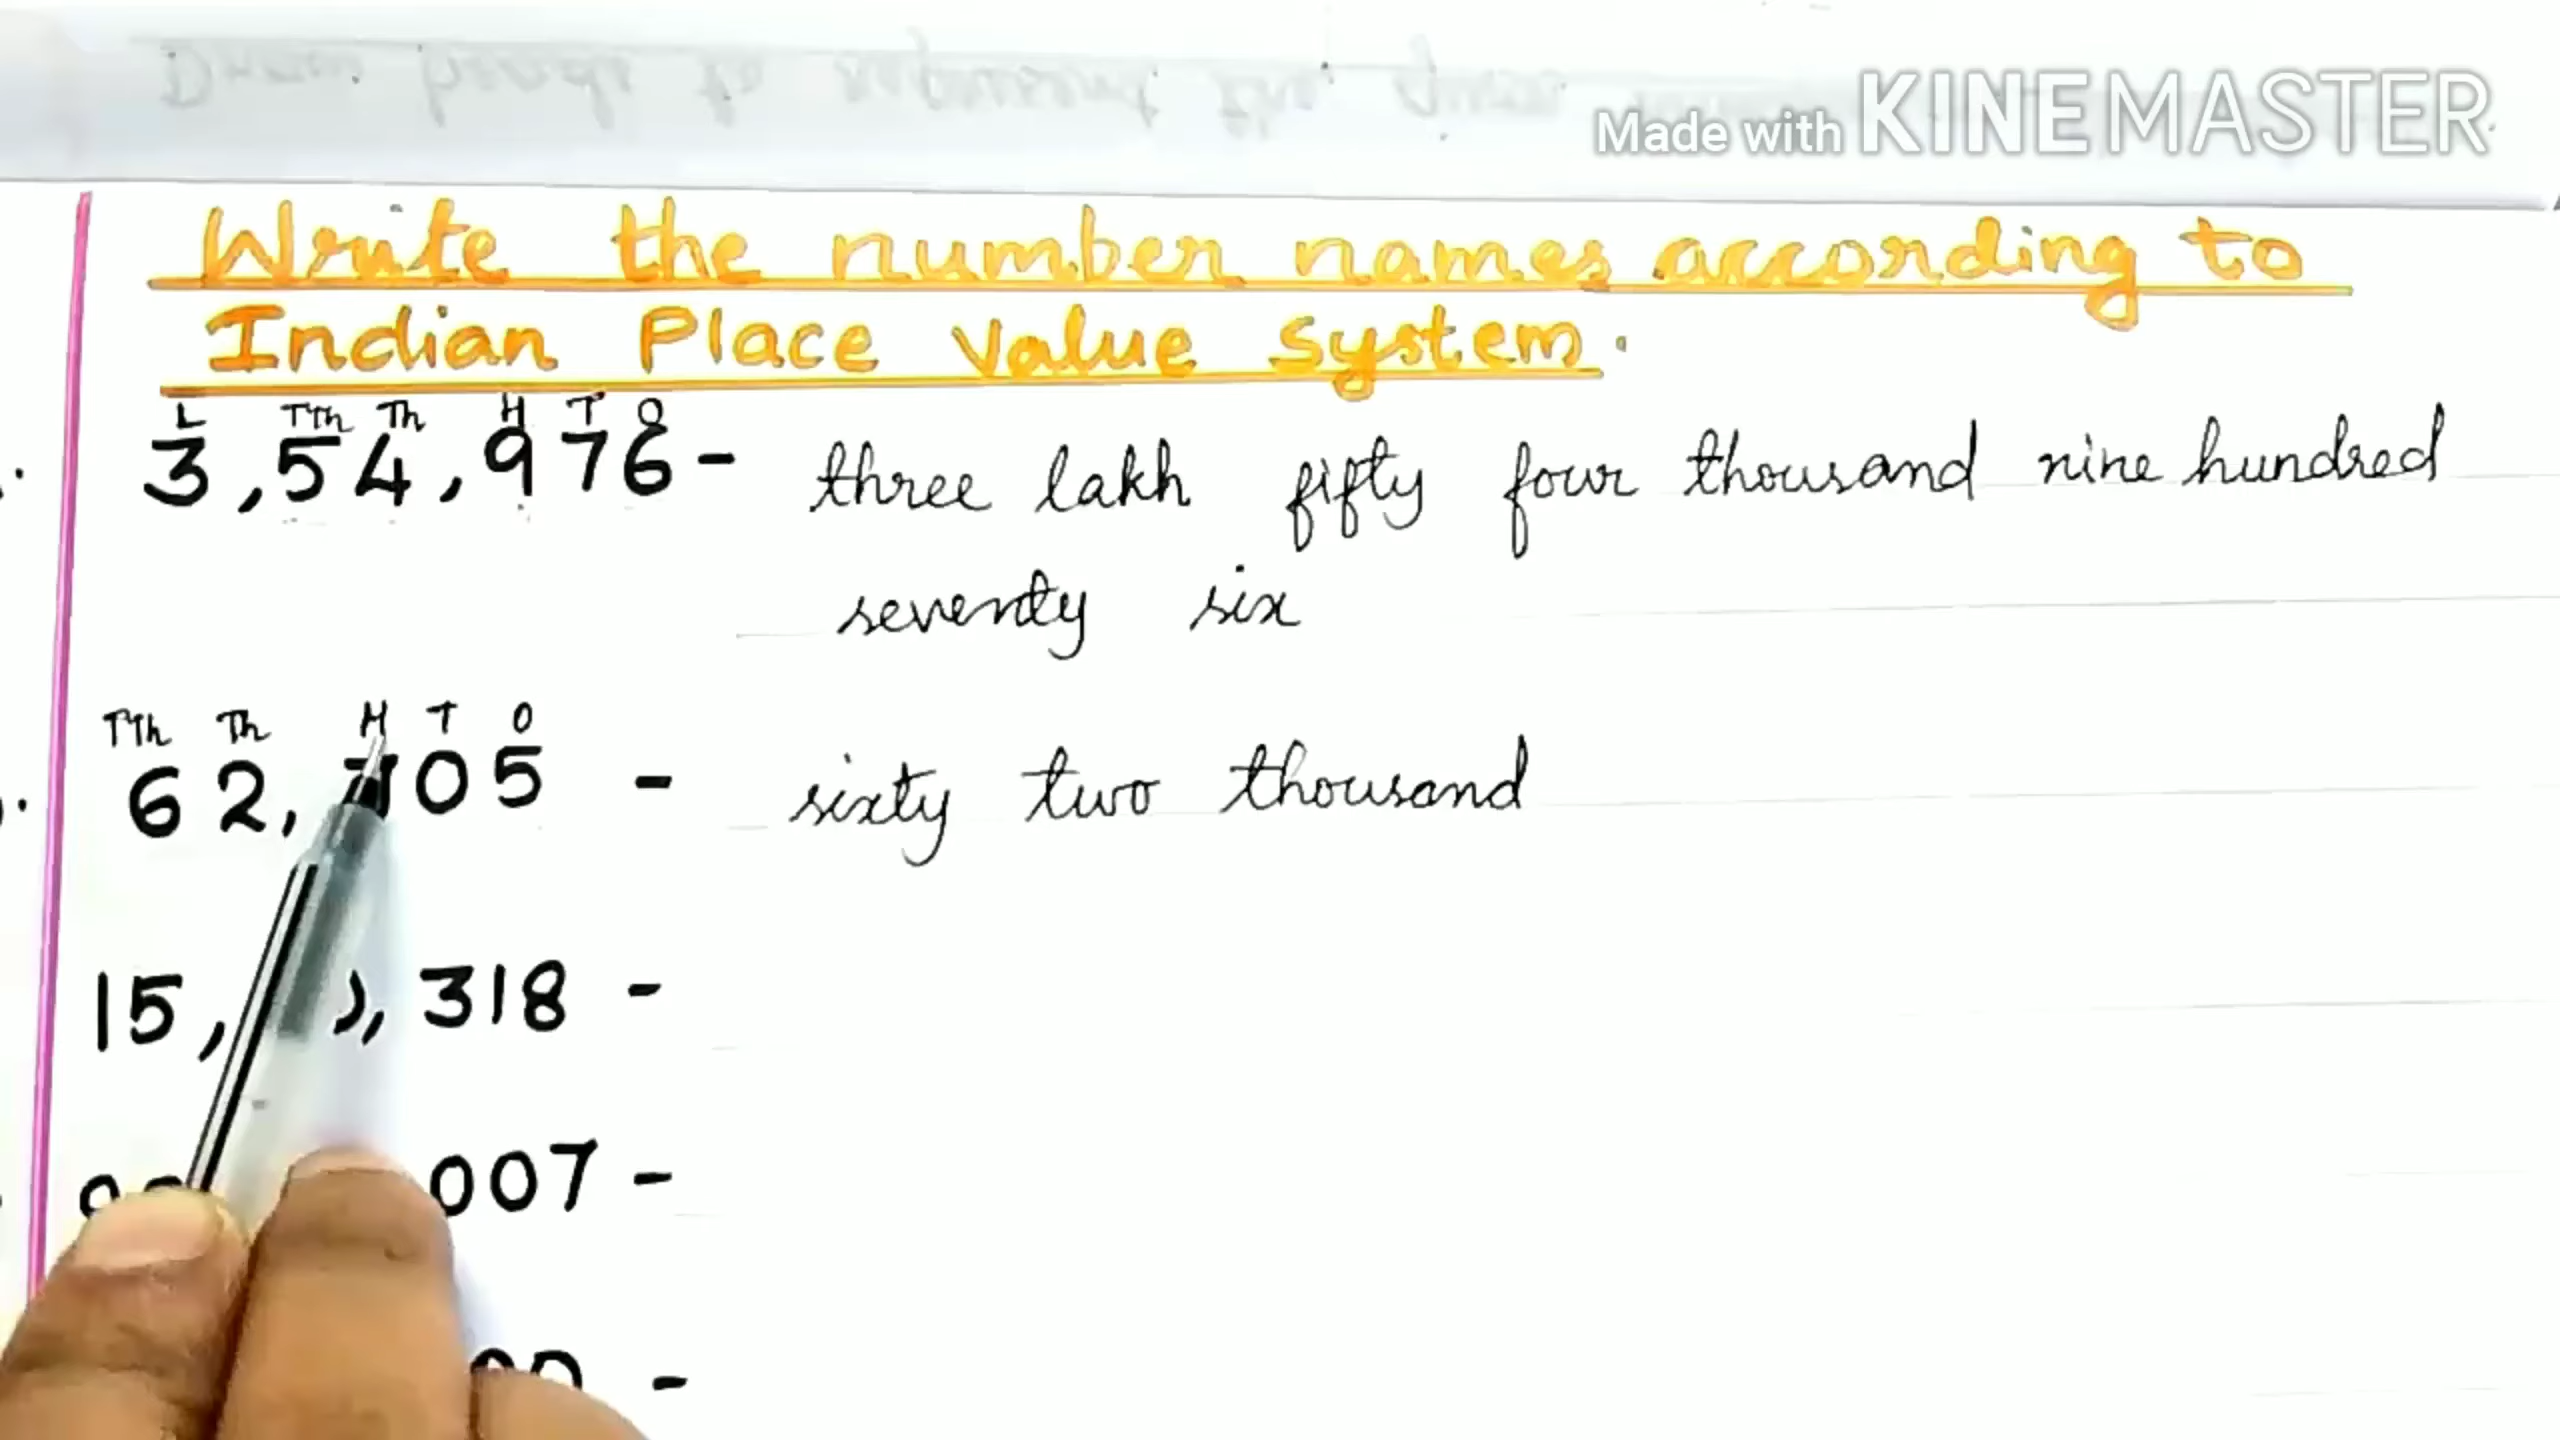 Made with KINEMASTER
Write the number names according to
Indian Place Value System.
L TTh Th H T O
3,54,976 - three lakh fifty four thousand nine hundred
seventy six
TTh Th H T O
62,705 - sixty two thousand
15, ,318 -
007 -
-